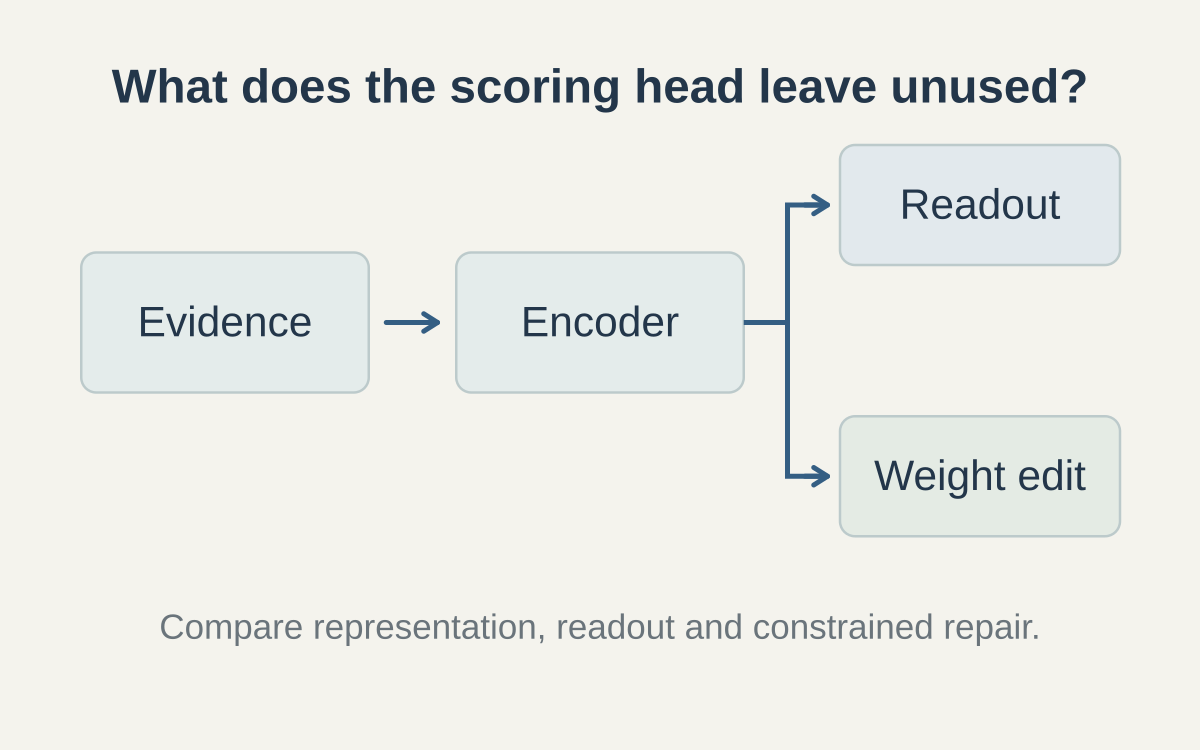 What does the scoring head leave unused?
Evidence
Encoder
Readout
Weight edit
Compare representation, readout and constrained repair.